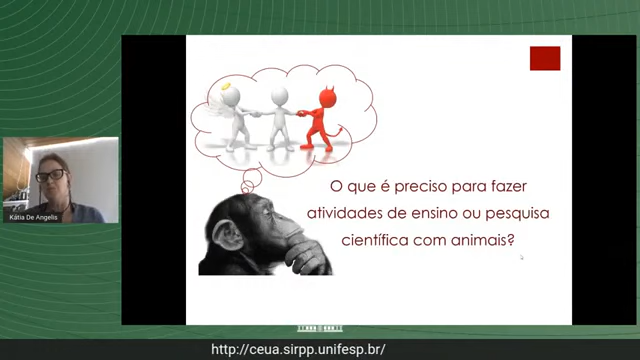 O que é preciso para fazer
atividades de ensino ou pesquisa
científica com animais?
Kátia De Angelis
http://ceua.sirpp.unifesp.br/